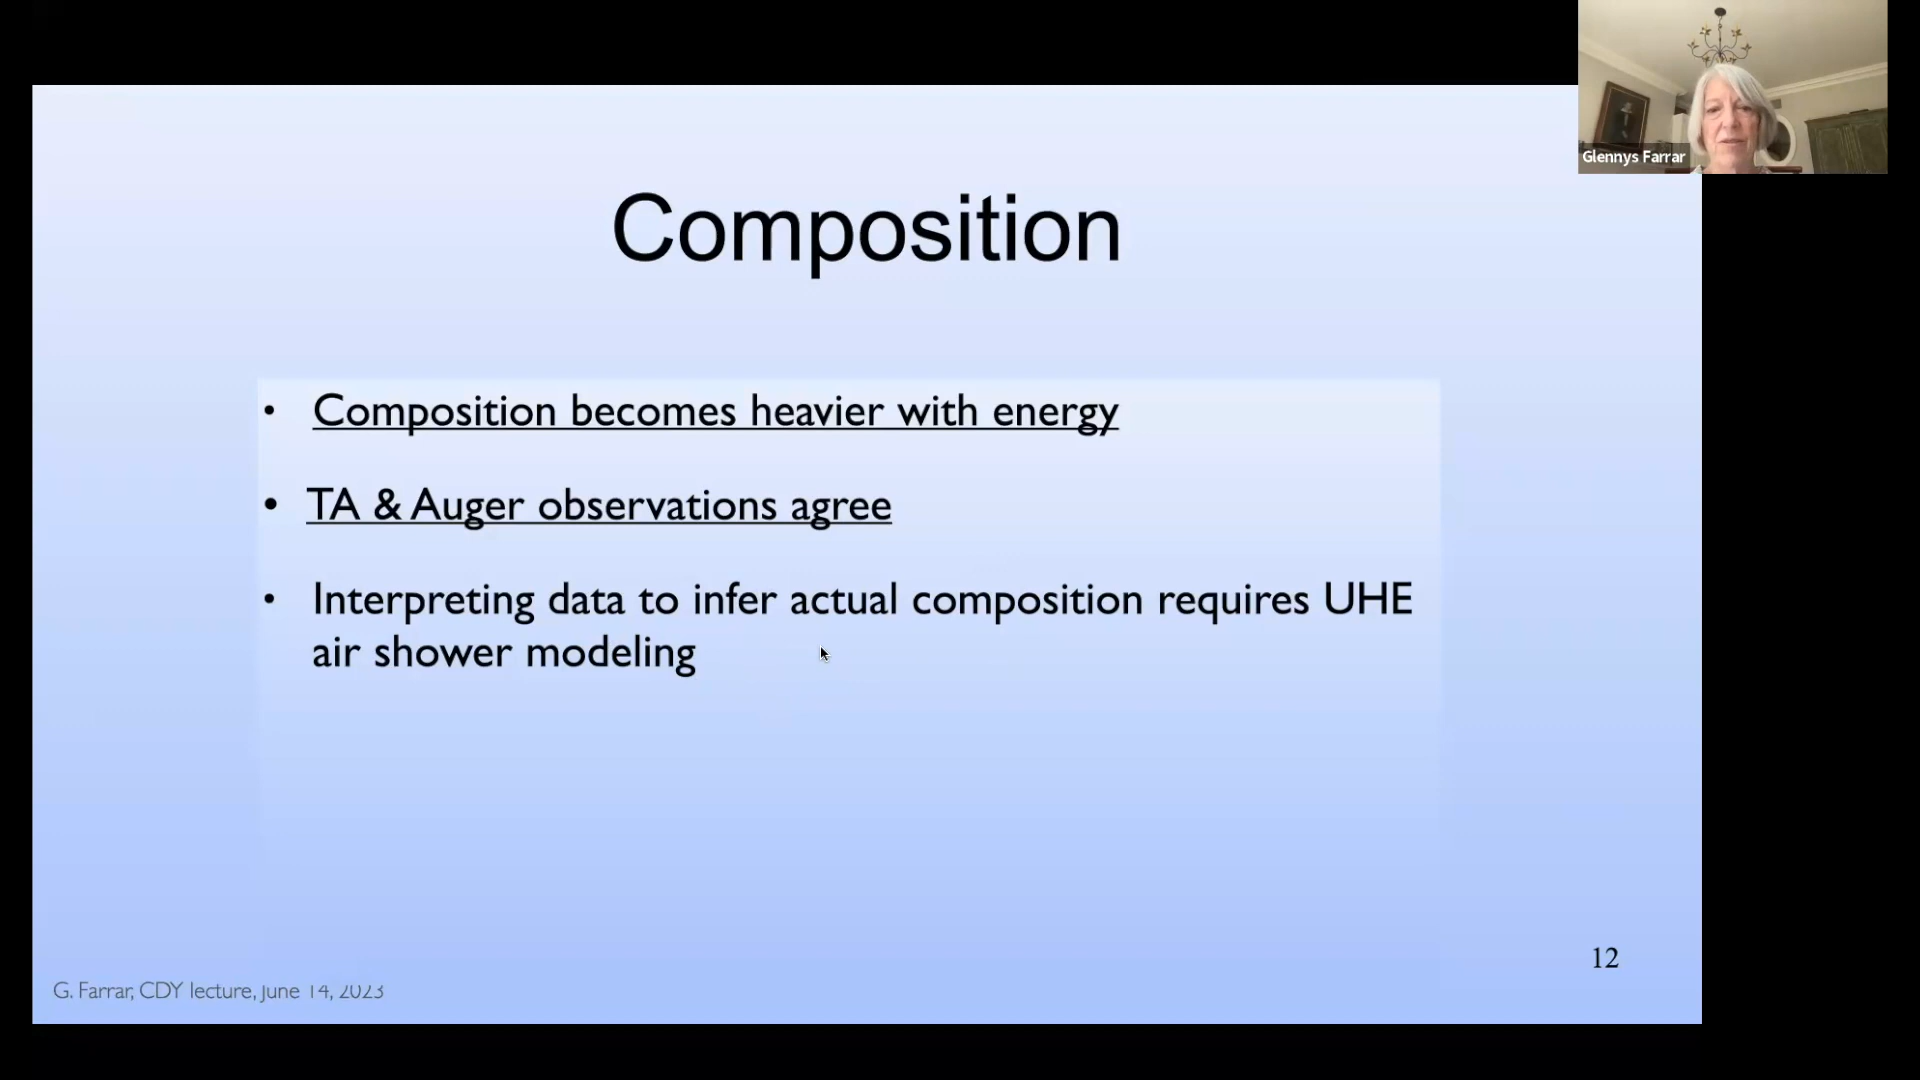 Glennys Farrar
Composition
• Composition becomes heavier with energy
• TA & Auger observations agree
• Interpreting data to infer actual composition requires UHE
air shower modeling
12
G. Farrar, CDY lecture, June 14, 2023